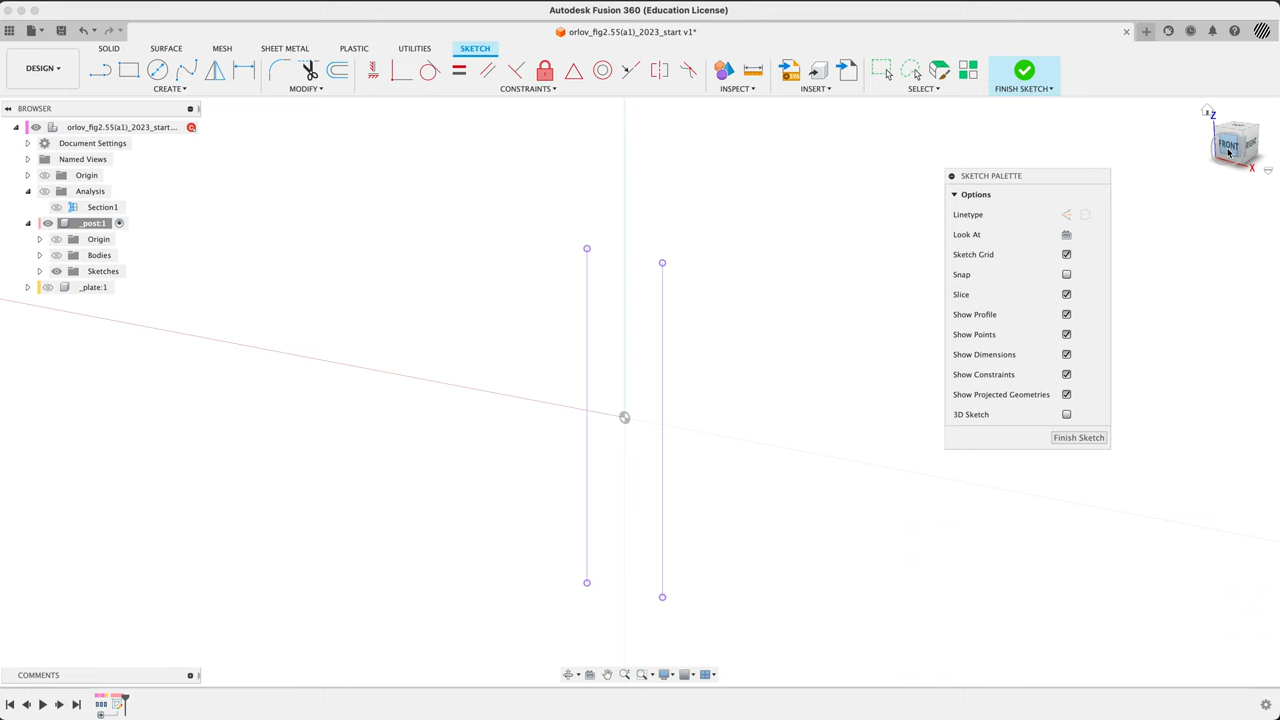 Autodesk Fusion 360 (Education License)
orlov_fig2.55(a1)_2023_start v1*
SOLID SURFACE MESH SHEET METAL PLASTIC UTILITIES SKETCH
DESIGN
CREATE MODIFY CONSTRAINTS INSPECT INSERT SELECT FINISH SKETCH
BROWSER
orlov_fig2.55(a1)_2023_start...
Document Settings
Named Views
Origin
Analysis
Section1
_post:1
Origin
Bodies
Sketches
_plate:1
Z
FRONT RIGHT
X
SKETCH PALETTE
Options
Linetype
Look At
Sketch Grid
Snap
Slice
Show Profile
Show Points
Show Dimensions
Show Constraints
Show Projected Geometries
3D Sketch
Finish Sketch
COMMENTS